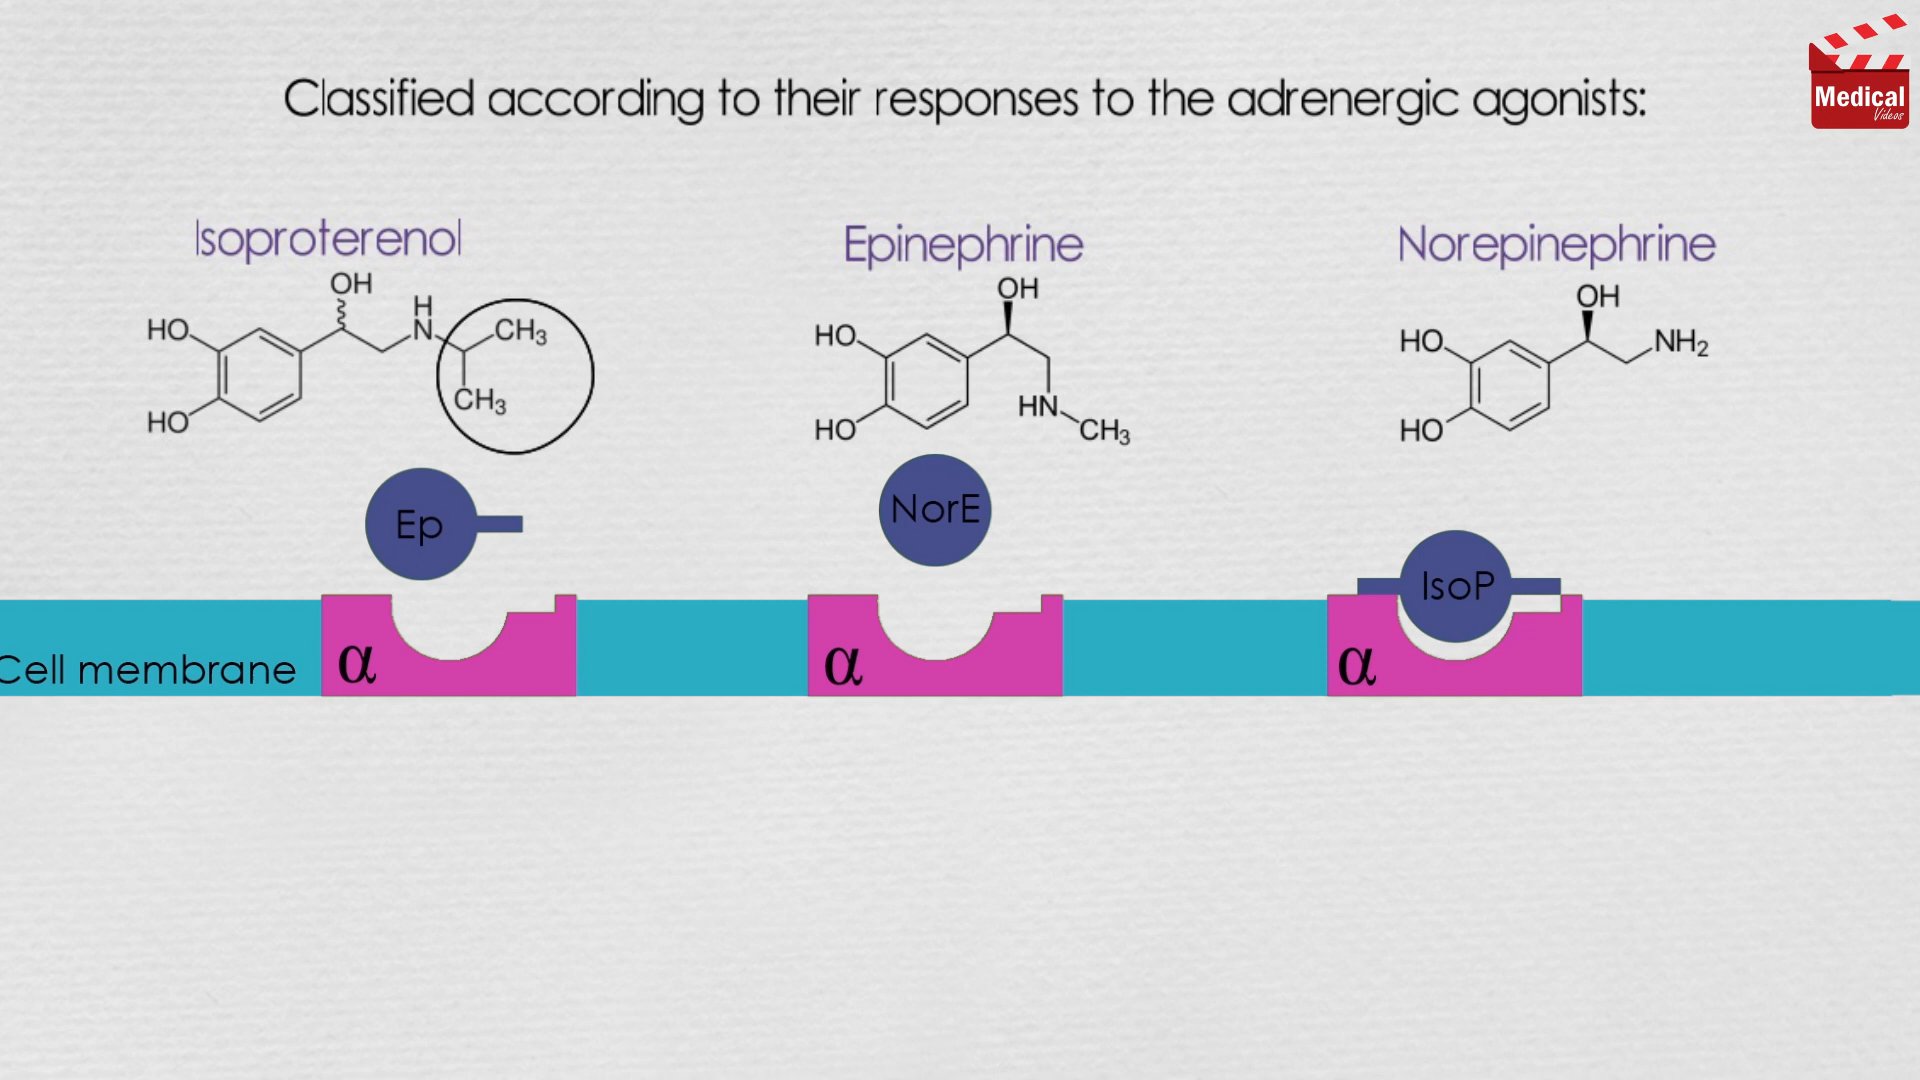 Medical
Videos
Classified according to their responses to the adrenergic agonists:
Isoproterenol
Epinephrine
Norepinephrine
OH
HO
H
N
CH3
CH3
HO
OH
HO
HO
HN
CH3
OH
HO
NH2
HO
Ep
NorE
IsoP
Cell membrane
α
α
α